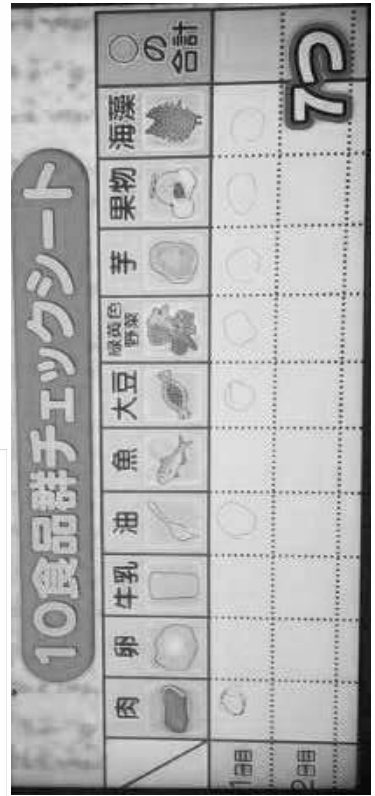 10食品群チェックシート
肉 卵 牛乳 油 魚 大豆 緑黄色野菜 芋 果物 海藻 ○の合計
1日目
2日目
7つ